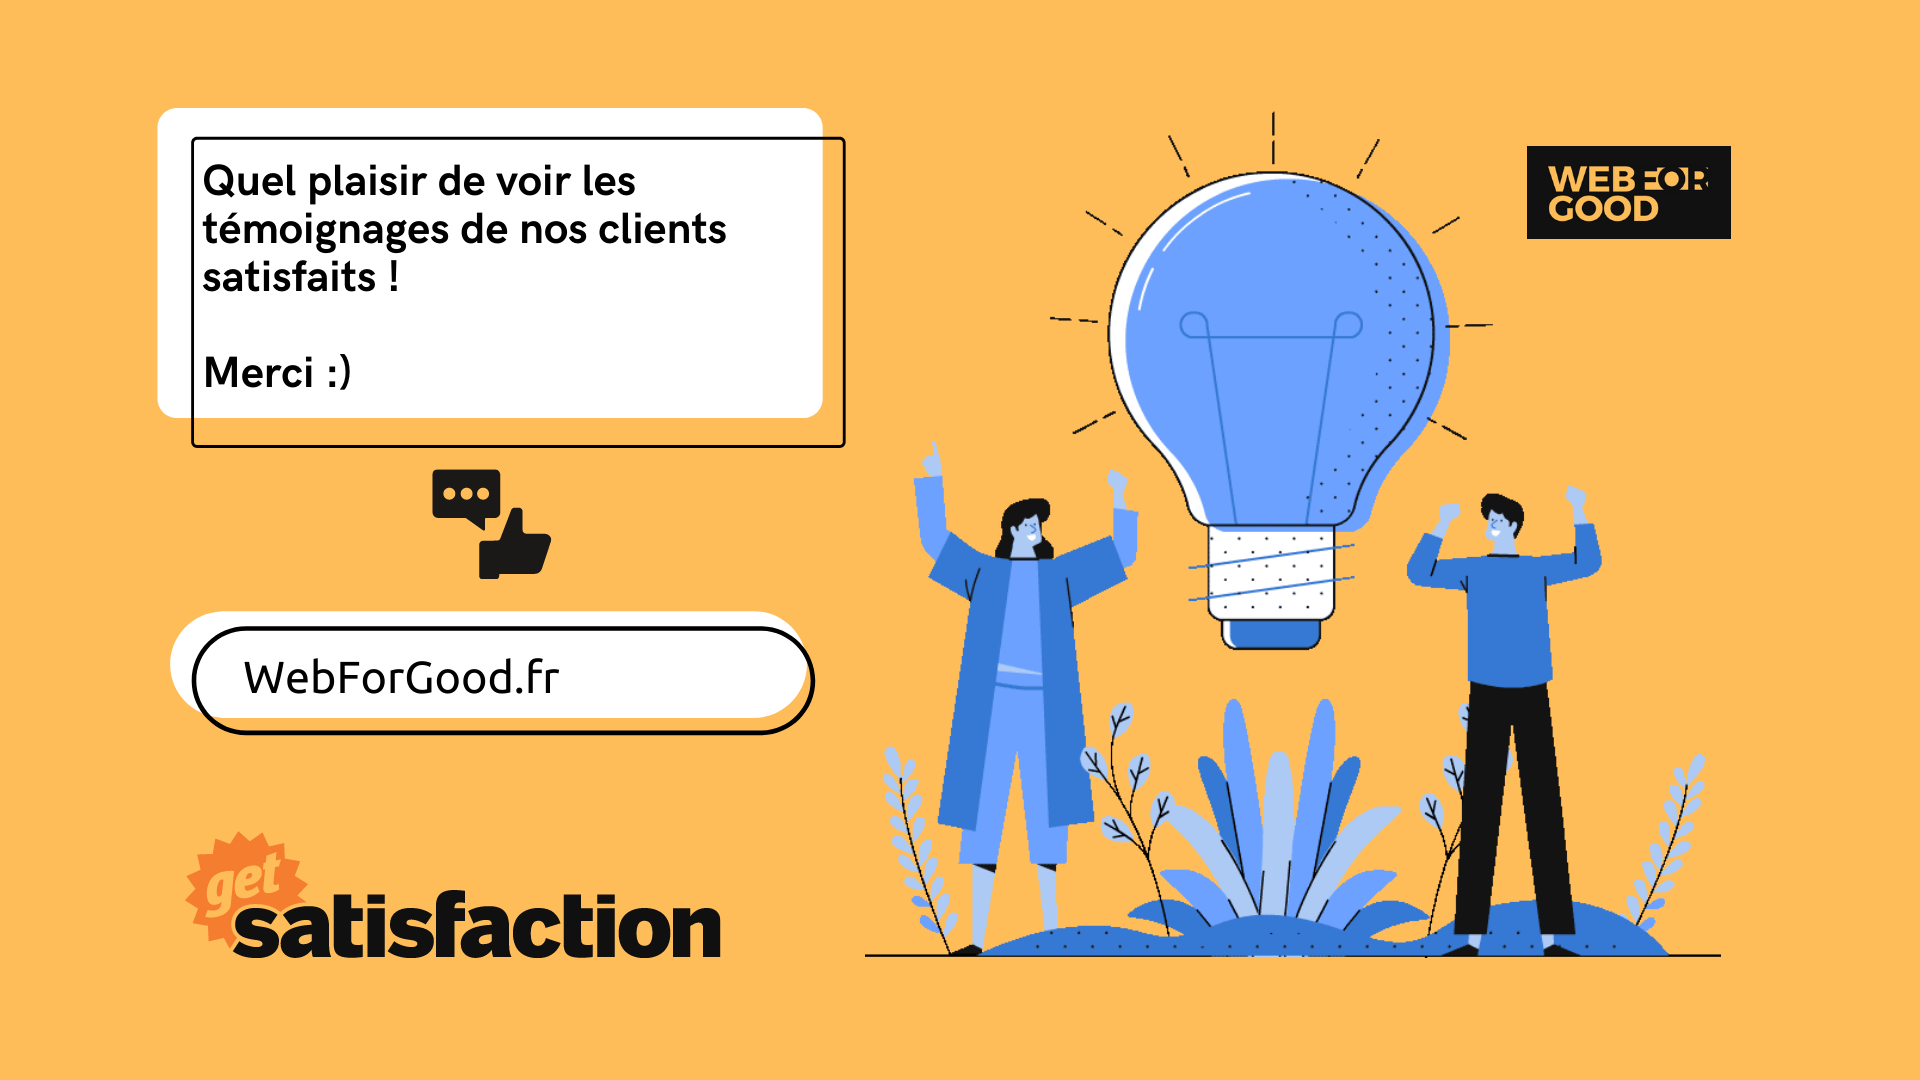 Quel plaisir de voir les
témoignages de nos clients
satisfaits !
Merci :)
WEB FOR
GOOD
WebForGood.fr
get
satisfaction